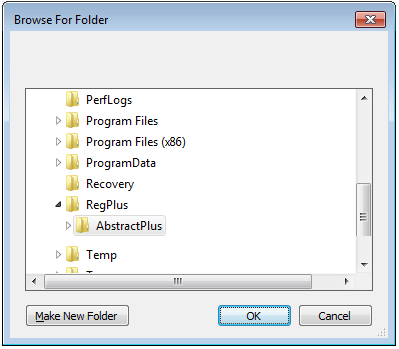 Browse For Folder
PerfLogs
Program Files
Program Files (x86)
ProgramData
Recovery
RegPlus
AbstractPlus
Temp
Make New Folder
OK
Cancel